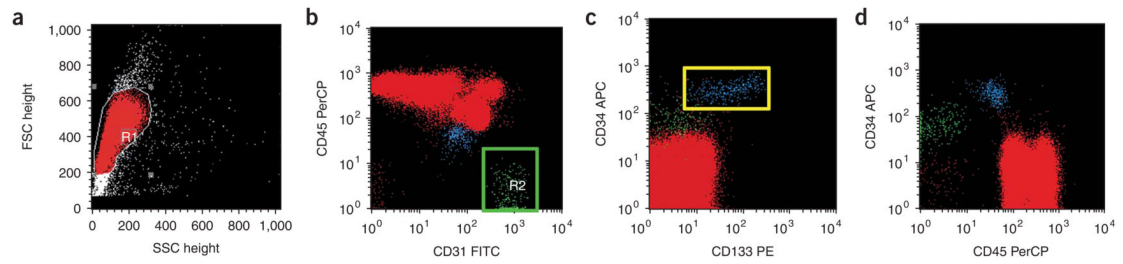 a
1,000
800
600
400
200
0
FSC height
R1
0 200 400 600 800 1,000
SSC height
b
10⁴
10³
10²
10¹
10⁰
CD45 PerCP
R2
10⁰ 10¹ 10² 10³ 10⁴
CD31 FITC
c
10⁴
10³
10²
10¹
10⁰
CD34 APC
10⁰ 10¹ 10² 10³ 10⁴
CD133 PE
d
10⁴
10³
10²
10¹
10⁰
CD34 APC
10⁰ 10¹ 10² 10³ 10⁴
CD45 PerCP